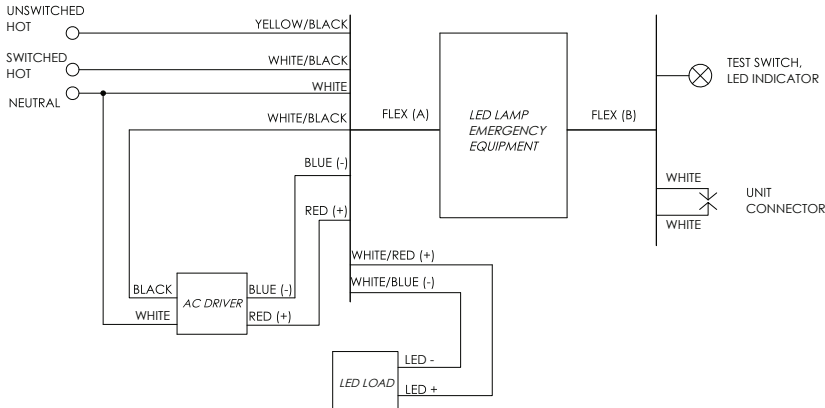 UNSWITCHED
HOT
YELLOW/BLACK
SWITCHED
HOT
WHITE/BLACK
NEUTRAL
WHITE
WHITE/BLACK
FLEX (A)
LED LAMP
EMERGENCY
EQUIPMENT
FLEX (B)
TEST SWITCH,
LED INDICATOR
BLUE (-)
RED (+)
WHITE
WHITE
UNIT
CONNECTOR
WHITE/RED (+)
WHITE/BLUE (-)
BLACK
WHITE
AC DRIVER
BLUE (-)
RED (+)
LED LOAD
LED -
LED +